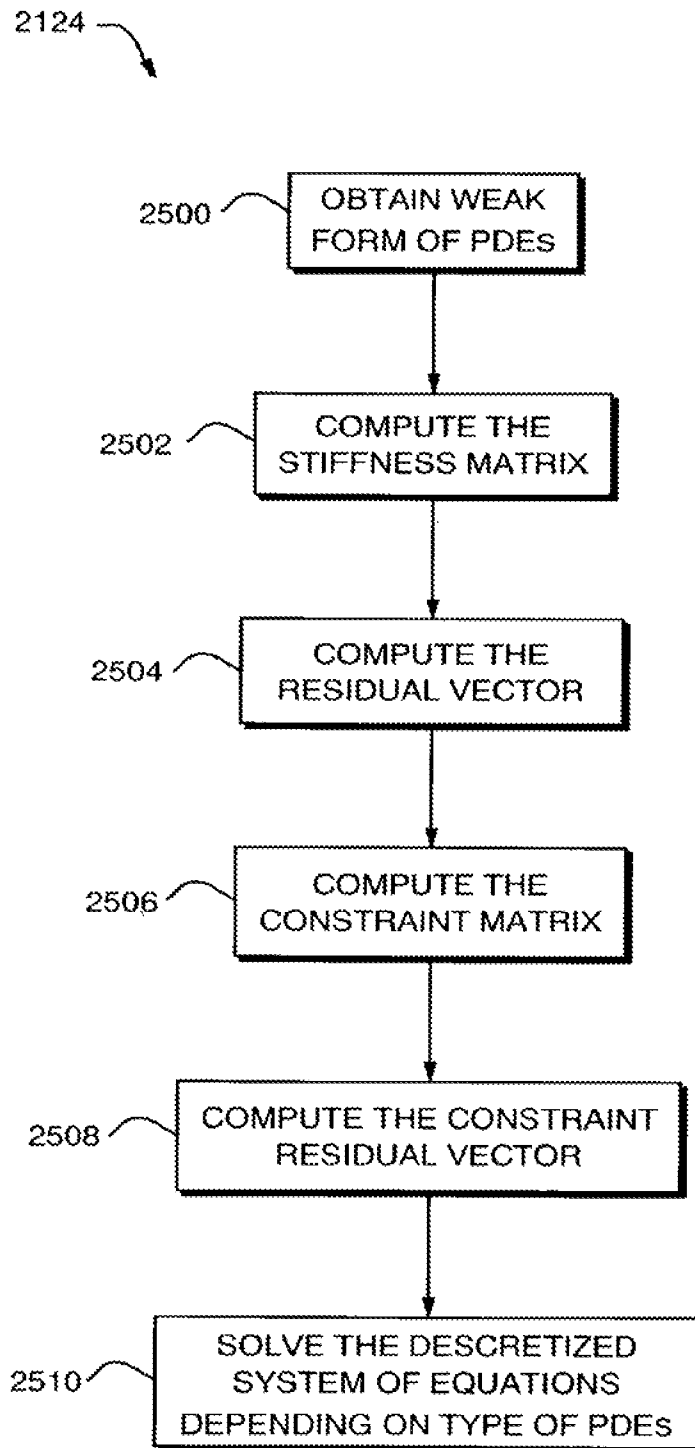 2124
2500
OBTAIN WEAK
FORM OF PDEs
2502
COMPUTE THE
STIFFNESS MATRIX
2504
COMPUTE THE
RESIDUAL VECTOR
2506
COMPUTE THE
CONSTRAINT MATRIX
2508
COMPUTE THE CONSTRAINT
RESIDUAL VECTOR
2510
SOLVE THE DESCRETIZED
SYSTEM OF EQUATIONS
DEPENDING ON TYPE OF PDEs